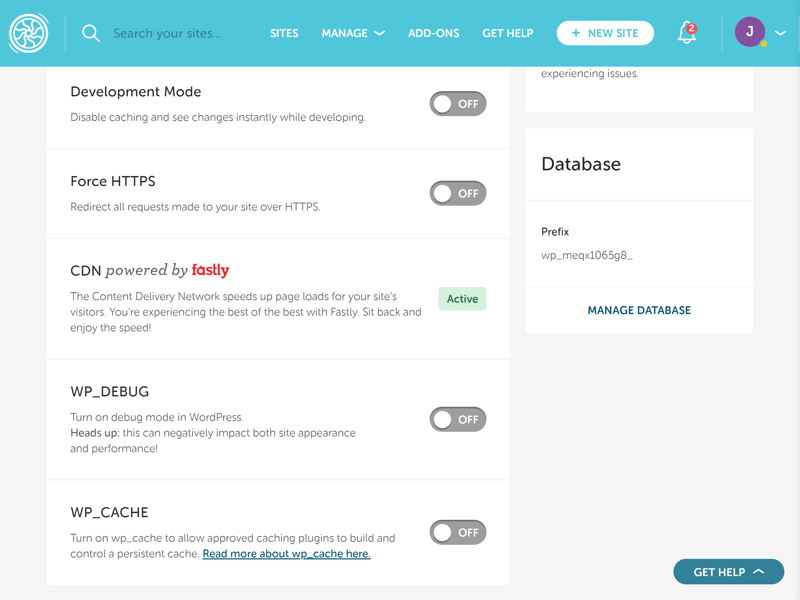 Search your sites...
SITES
MANAGE
ADD-ONS
GET HELP
+ NEW SITE
2
J
Development Mode
Disable caching and see changes instantly while developing.
OFF
Force HTTPS
Redirect all requests made to your site over HTTPS.
OFF
CDN powered by fastly
The Content Delivery Network speeds up page loads for your site's
visitors. You're experiencing the best of the best with Fastly. Sit back and
enjoy the speed!
Active
WP_DEBUG
Turn on debug mode in WordPress.
Heads up: this can negatively impact both site appearance
and performance!
OFF
WP_CACHE
Turn on wp_cache to allow approved caching plugins to build and
control a persistent cache. Read more about wp_cache here.
OFF
experiencing issues.
Database
Prefix
wp_meqx1065g8_
MANAGE DATABASE
GET HELP